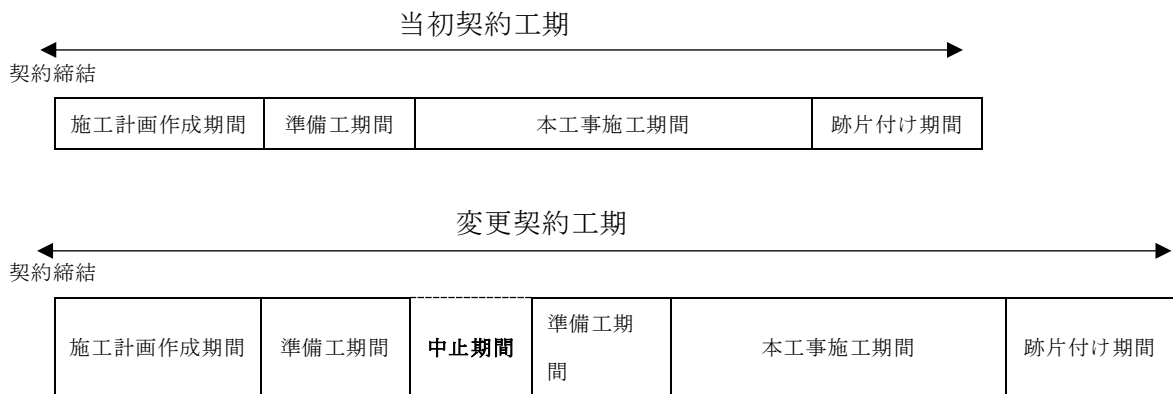 当初契約工期
契約締結
施工計画作成期間 準備工期間 本工事施工期間 跡片付け期間
変更契約工期
契約締結
施工計画作成期間 準備工期間 中止期間 準備工期 本工事施工期間 跡片付け期間
間